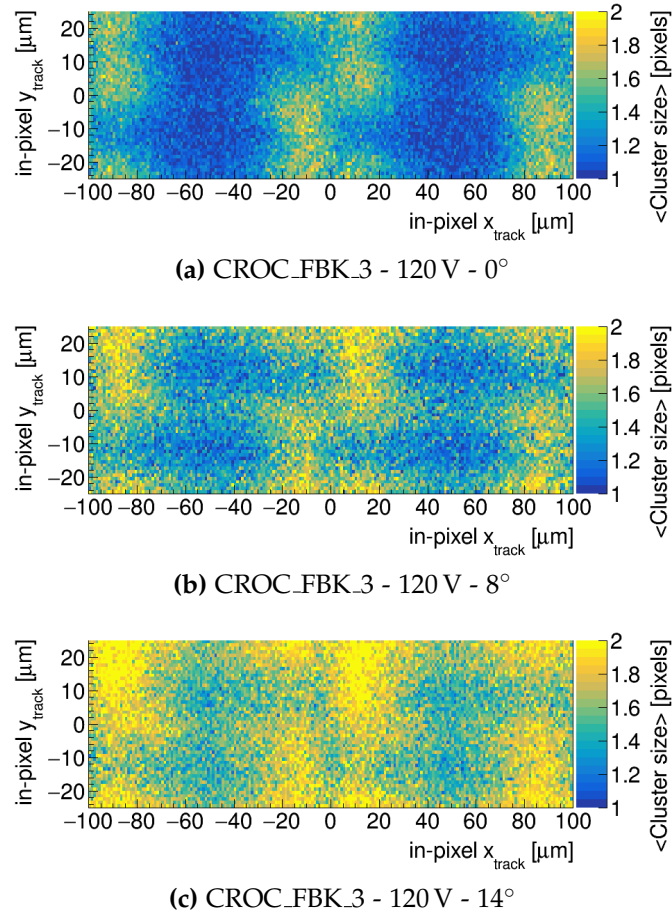 in-pixel y_track [μm]
20
10
0
−10
−20
−100 −80 −60 −40 −20 0 20 40 60 80 100
in-pixel x_track [μm]
2
1.8
1.6
1.4
1.2
1
<Cluster size> [pixels]
(a) CROC_FBK_3 - 120 V - 0°
in-pixel y_track [μm]
20
10
0
−10
−20
−100 −80 −60 −40 −20 0 20 40 60 80 100
in-pixel x_track [μm]
2
1.8
1.6
1.4
1.2
1
<Cluster size> [pixels]
(b) CROC_FBK_3 - 120 V - 8°
in-pixel y_track [μm]
20
10
0
−10
−20
−100 −80 −60 −40 −20 0 20 40 60 80 100
in-pixel x_track [μm]
2
1.8
1.6
1.4
1.2
1
<Cluster size> [pixels]
(c) CROC_FBK_3 - 120 V - 14°